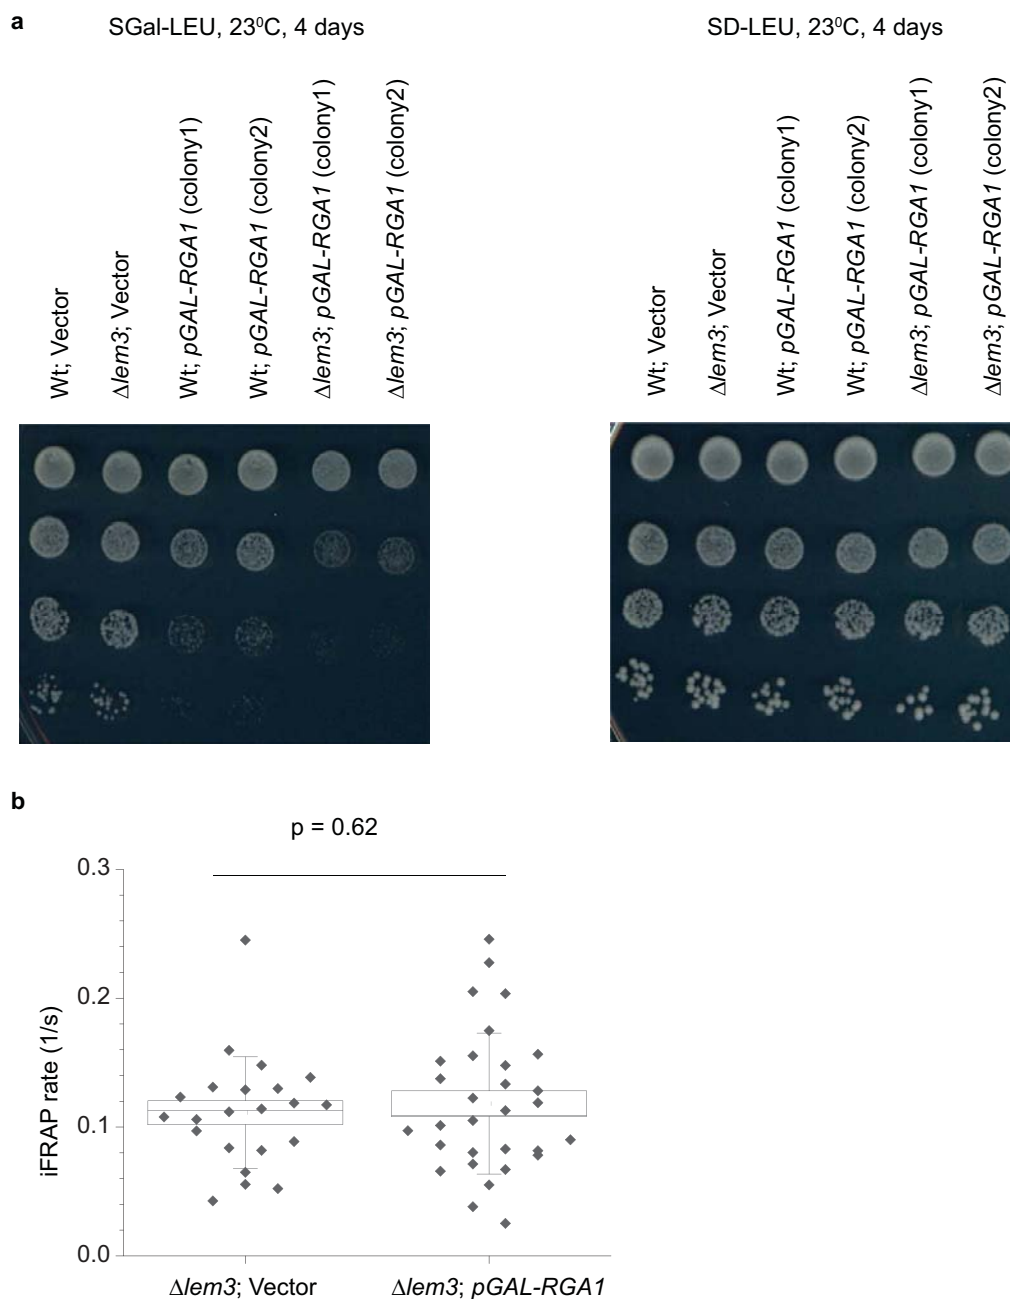 a
SGal-LEU, 23⁰C, 4 days
SD-LEU, 23⁰C, 4 days
Wt; Vector
Δlem3; Vector
Wt; pGAL-RGA1 (colony1)
Wt; pGAL-RGA1 (colony2)
Δlem3; pGAL-RGA1 (colony1)
Δlem3; pGAL-RGA1 (colony2)
Wt; Vector
Δlem3; Vector
Wt; pGAL-RGA1 (colony1)
Wt; pGAL-RGA1 (colony2)
Δlem3; pGAL-RGA1 (colony1)
Δlem3; pGAL-RGA1 (colony2)
b
p = 0.62
iFRAP rate (1/s)
0.3
0.2
0.1
0.0
Δlem3; Vector
Δlem3; pGAL-RGA1